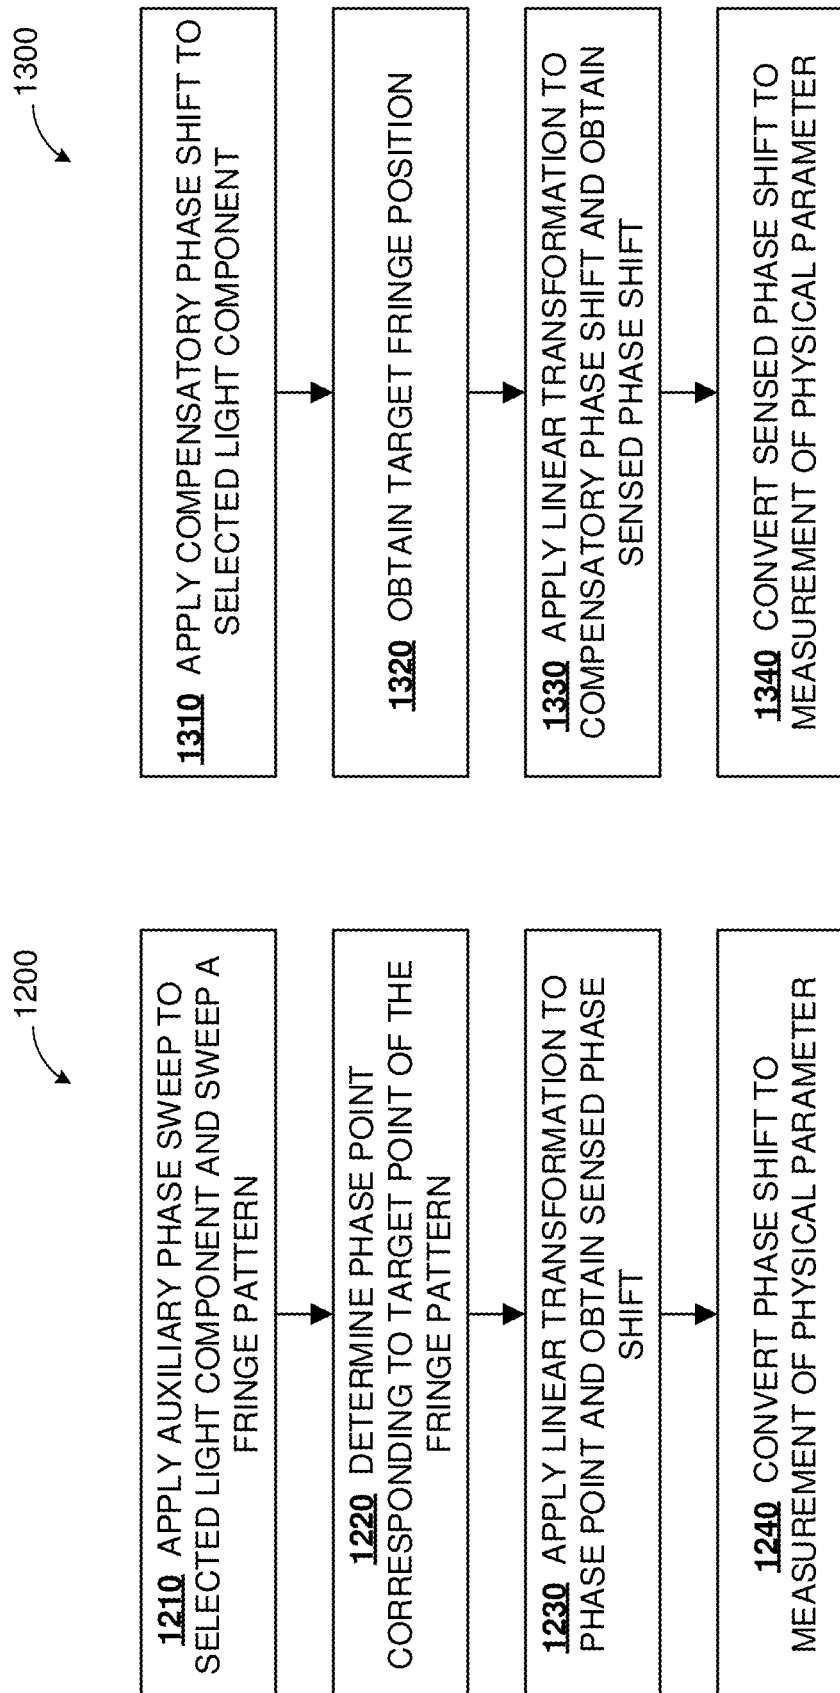 1200
1210 APPLY AUXILIARY PHASE SWEEP TO
SELECTED LIGHT COMPONENT AND SWEEP A
FRINGE PATTERN
1220 DETERMINE PHASE POINT
CORRESPONDING TO TARGET POINT OF THE
FRINGE PATTERN
1230 APPLY LINEAR TRANSFORMATION TO
PHASE POINT AND OBTAIN SENSED PHASE
SHIFT
1240 CONVERT PHASE SHIFT TO
MEASUREMENT OF PHYSICAL PARAMETER
1300
1310 APPLY COMPENSATORY PHASE SHIFT TO
SELECTED LIGHT COMPONENT
1320 OBTAIN TARGET FRINGE POSITION
1330 APPLY LINEAR TRANSFORMATION TO
COMPENSATORY PHASE SHIFT AND OBTAIN
SENSED PHASE SHIFT
1340 CONVERT SENSED PHASE SHIFT TO
MEASUREMENT OF PHYSICAL PARAMETER